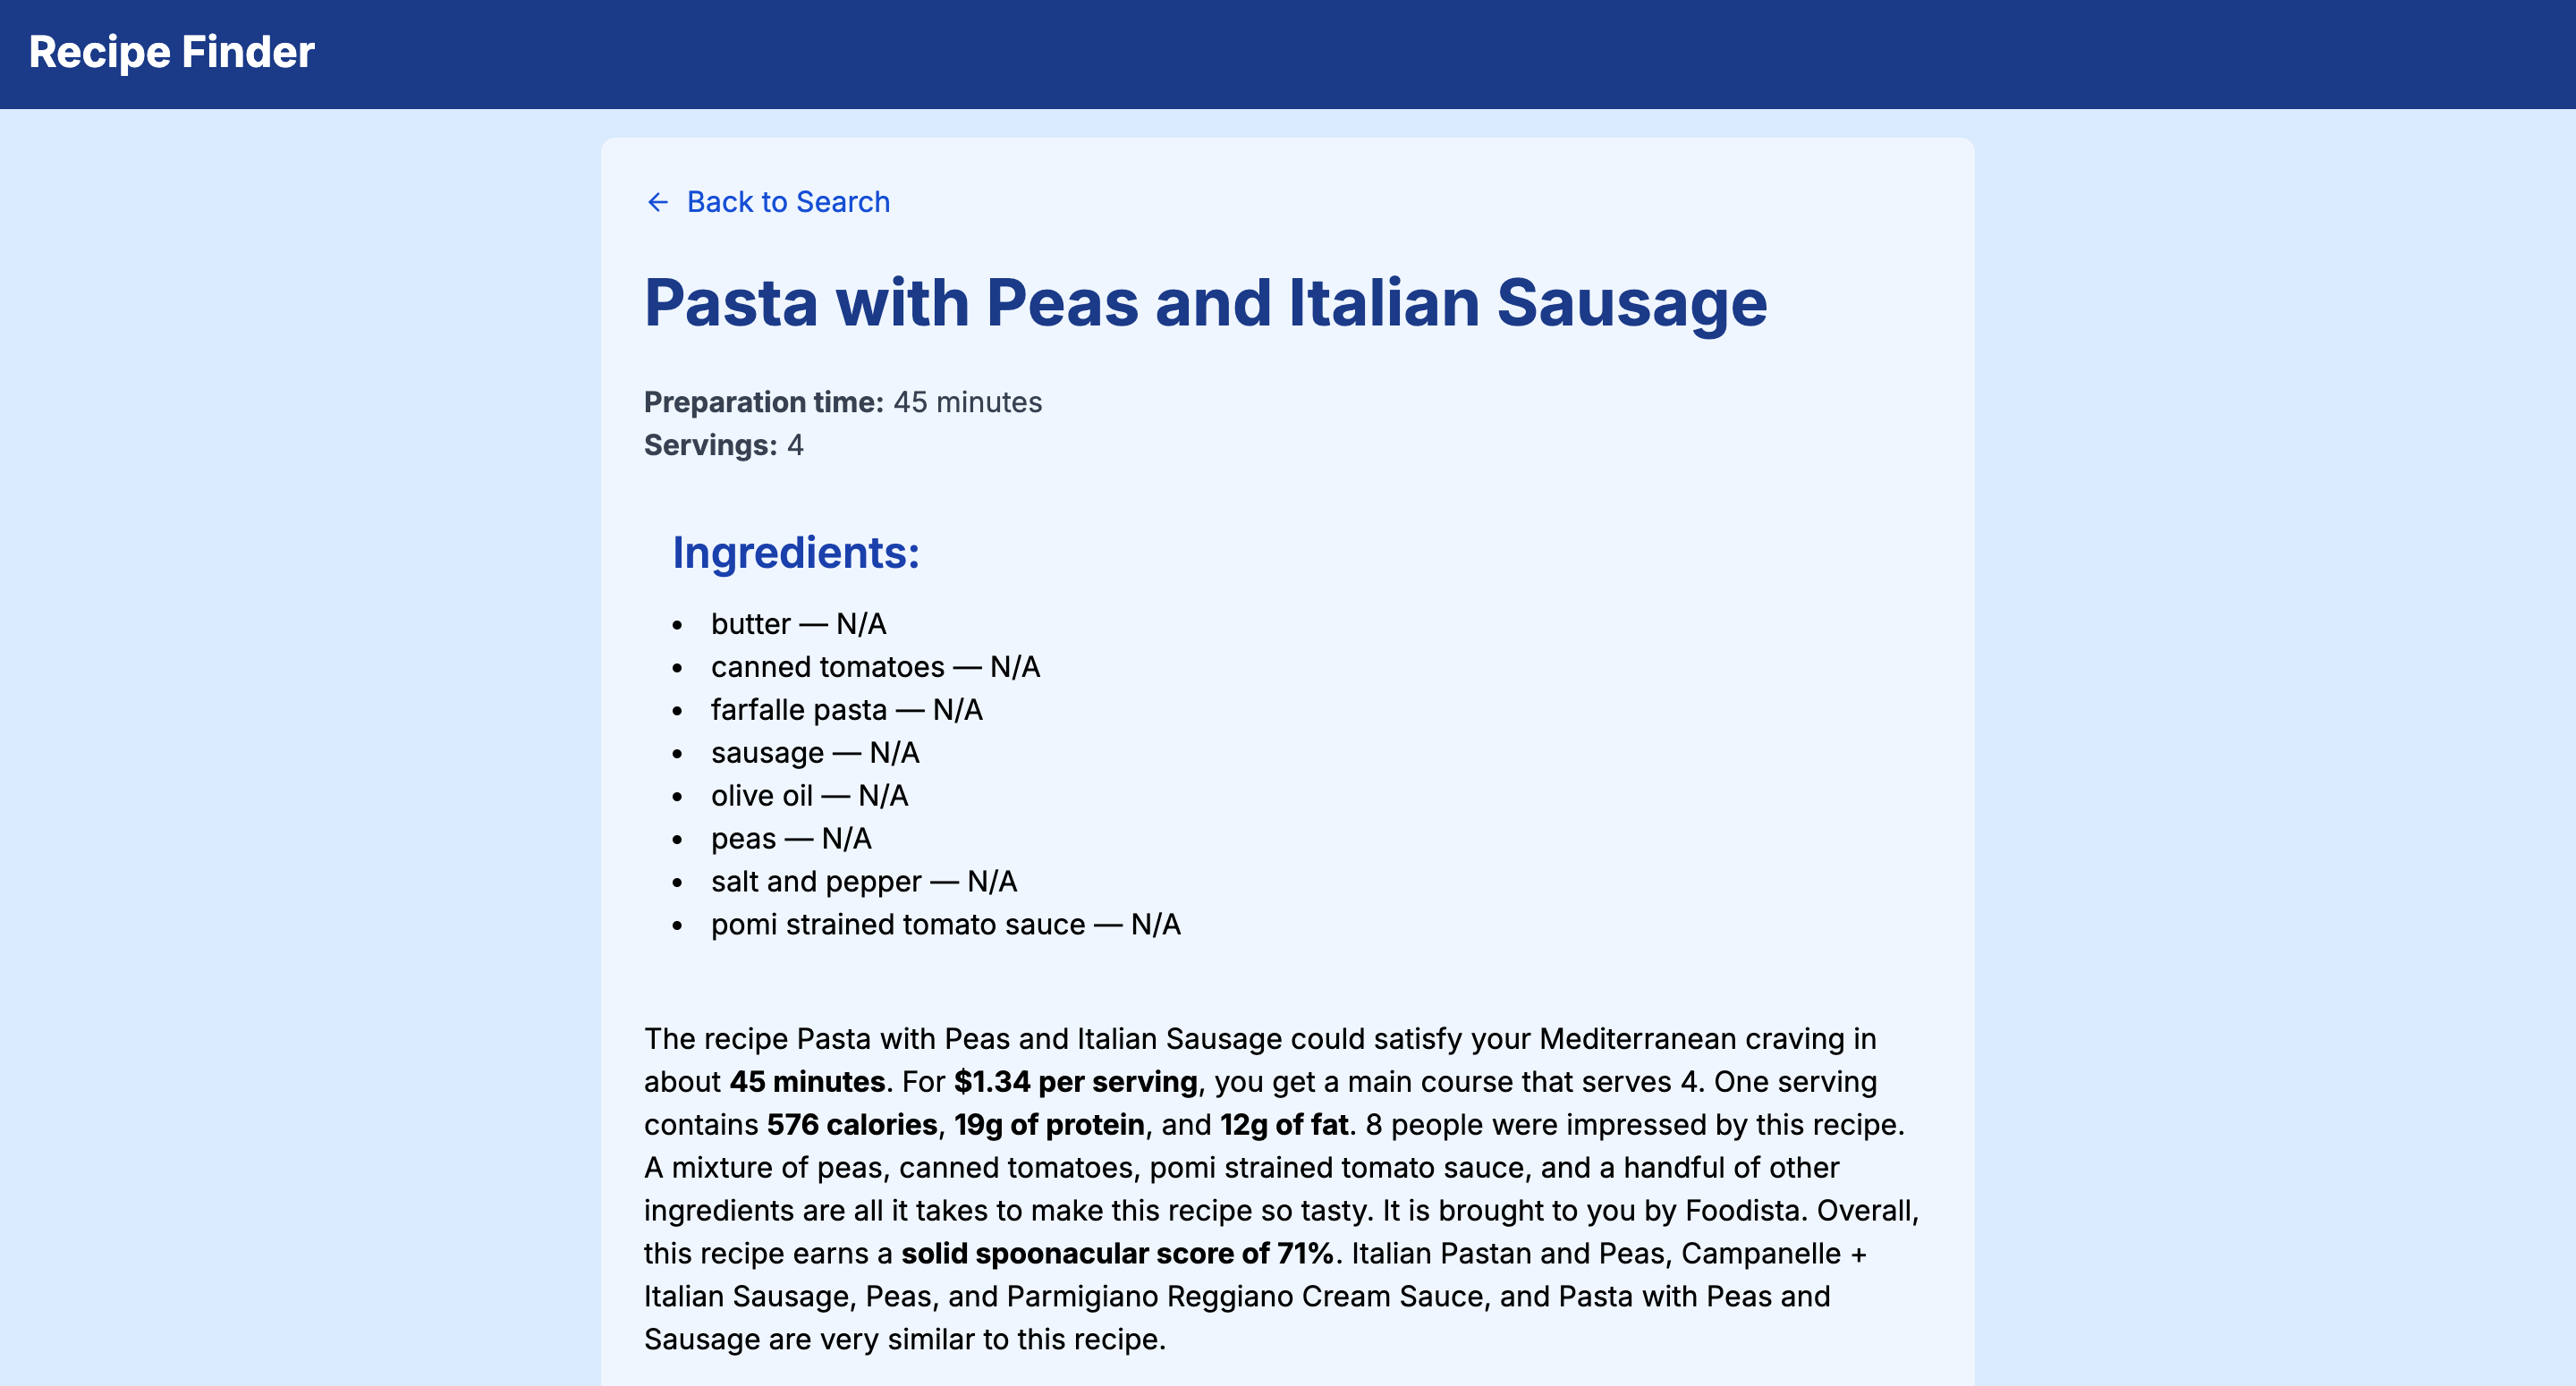 Recipe Finder
← Back to Search
Pasta with Peas and Italian Sausage
Preparation time: 45 minutes
Servings: 4
Ingredients:
• butter — N/A
• canned tomatoes — N/A
• farfalle pasta — N/A
• sausage — N/A
• olive oil — N/A
• peas — N/A
• salt and pepper — N/A
• pomi strained tomato sauce — N/A
The recipe Pasta with Peas and Italian Sausage could satisfy your Mediterranean craving in
about 45 minutes. For $1.34 per serving, you get a main course that serves 4. One serving
contains 576 calories, 19g of protein, and 12g of fat. 8 people were impressed by this recipe.
A mixture of peas, canned tomatoes, pomi strained tomato sauce, and a handful of other
ingredients are all it takes to make this recipe so tasty. It is brought to you by Foodista. Overall,
this recipe earns a solid spoonacular score of 71%. Italian Pastan and Peas, Campanelle +
Italian Sausage, Peas, and Parmigiano Reggiano Cream Sauce, and Pasta with Peas and
Sausage are very similar to this recipe.